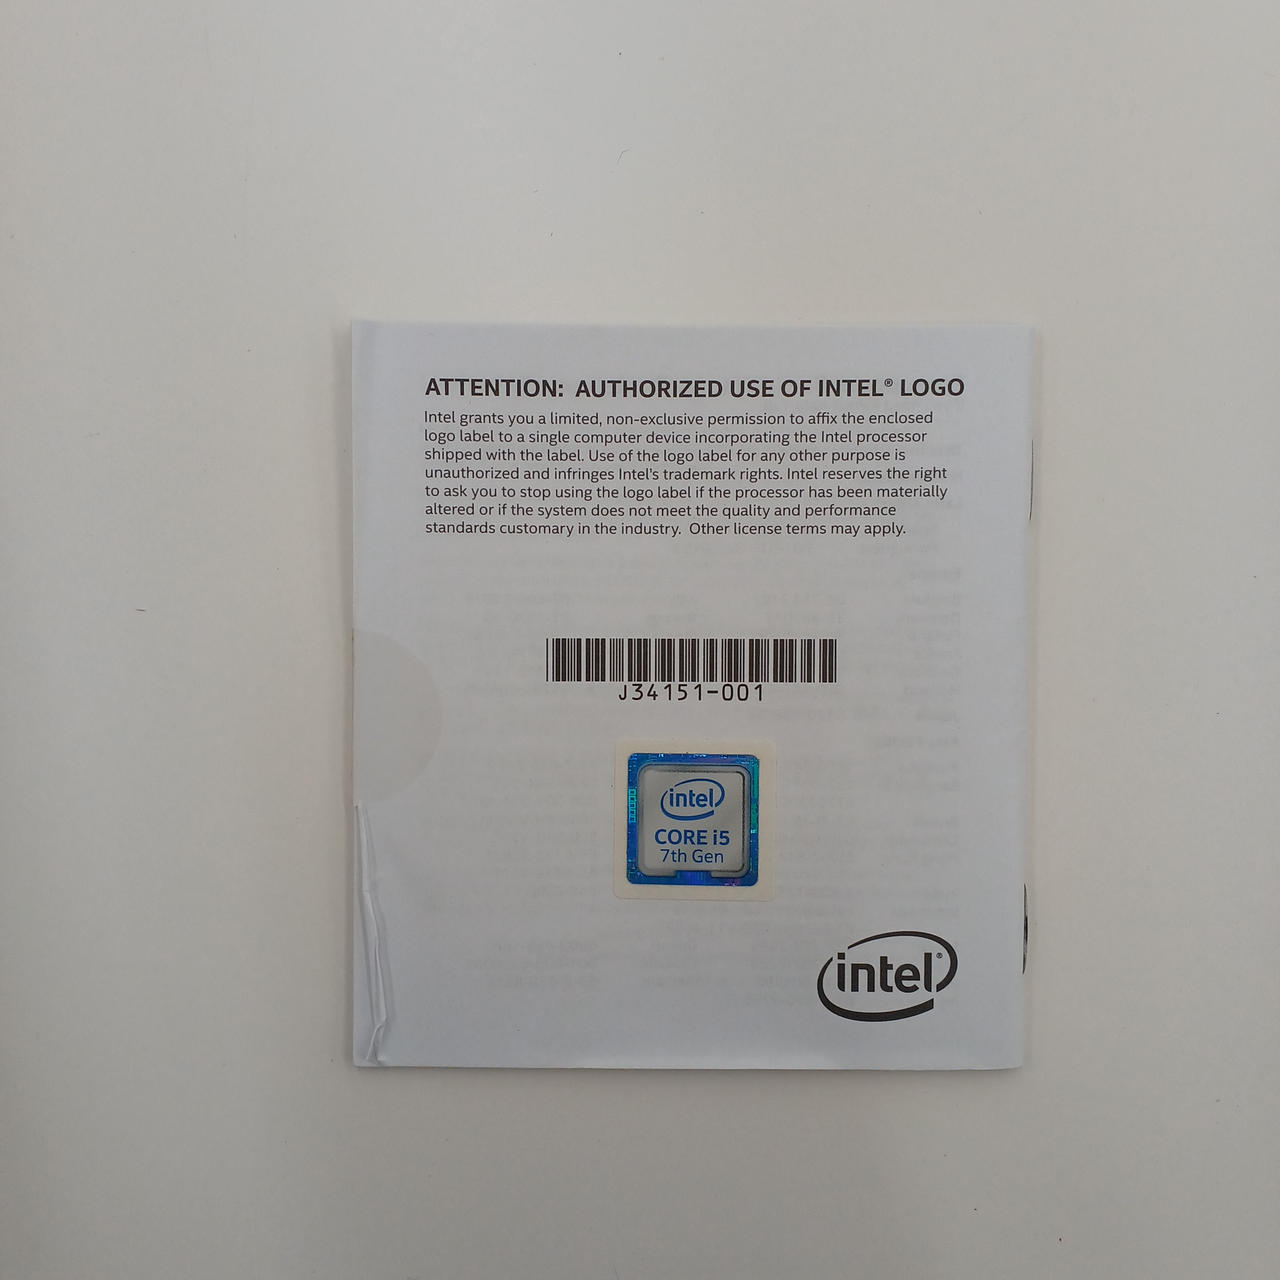 ATTENTION: AUTHORIZED USE OF INTEL® LOGO
Intel grants you a limited, non-exclusive permission to affix the enclosed
logo label to a single computer device incorporating the Intel processor
shipped with the label. Use of the logo label for any other purpose is
unauthorized and infringes Intel's trademark rights. Intel reserves the right
to ask you to stop using the logo label if the processor has been materially
altered or if the system does not meet the quality and performance
standards customary in the industry. Other license terms may apply.
J34151-001
intel
CORE i5
7th Gen
intel®